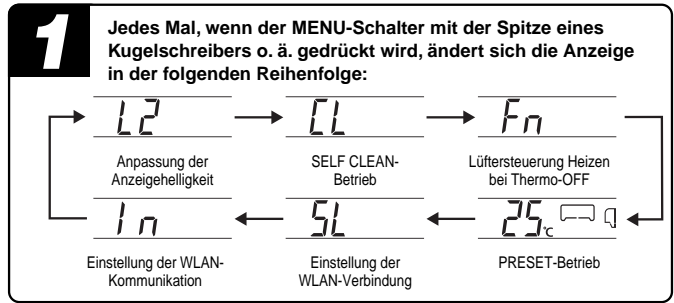 1
Jedes Mal, wenn der MENU-Schalter mit der Spitze eines
Kugelschreibers o. ä. gedrückt wird, ändert sich die Anzeige
in der folgenden Reihenfolge:
L2
CL
Fn
Anpassung der
Anzeigehelligkeit
SELF CLEAN-
Betrieb
Lüftersteuerung Heizen
bei Thermo-OFF
In
SL
25°C
Einstellung der WLAN-
Kommunikation
Einstellung der
WLAN-Verbindung
PRESET-Betrieb